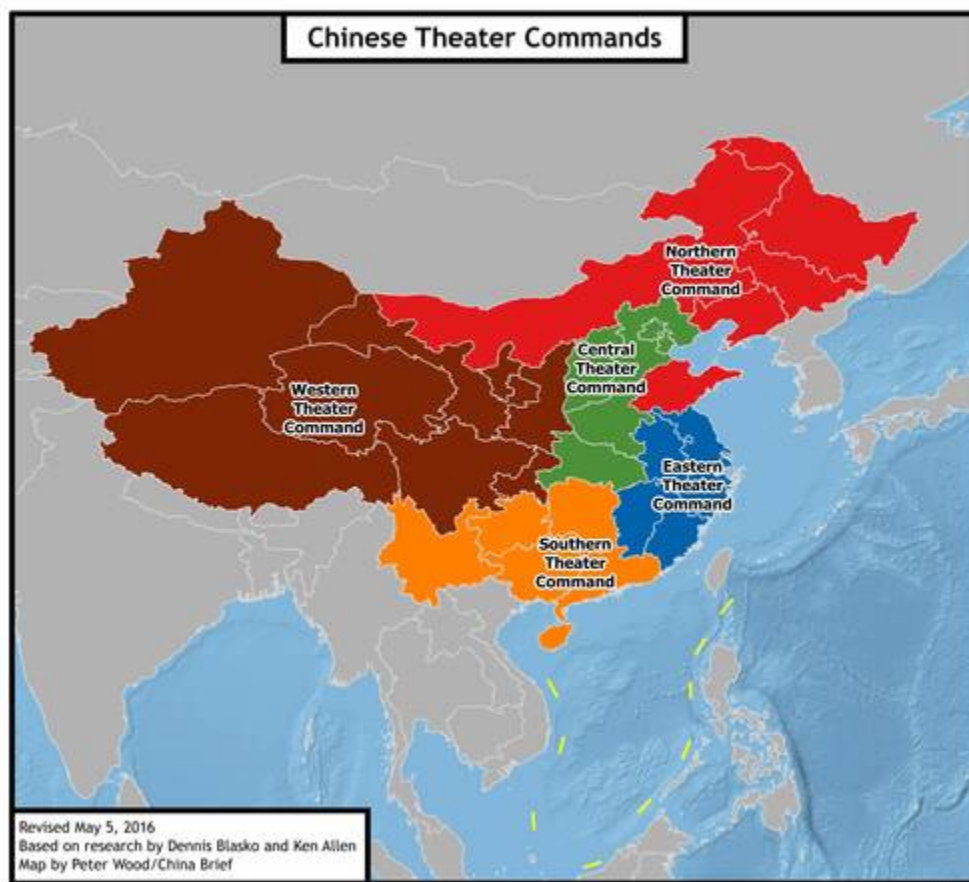 Chinese Theater Commands
Northern
Theater
Command
Central
Theater
Command
Western
Theater
Command
Eastern
Theater
Command
Southern
Theater
Command
Revised May 5, 2016
Based on research by Dennis Blasko and Ken Allen
Map by Peter Wood/China Brief